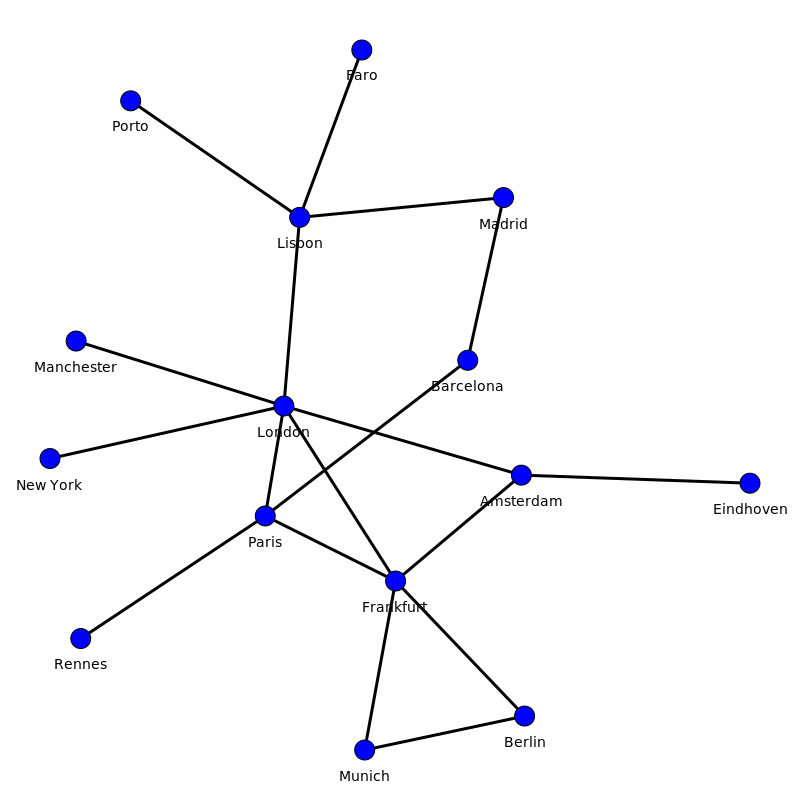 Faro
Porto
Madrid
Lisbon
Manchester
Barcelona
London
New York
Amsterdam
Eindhoven
Paris
Frankfurt
Rennes
Berlin
Munich